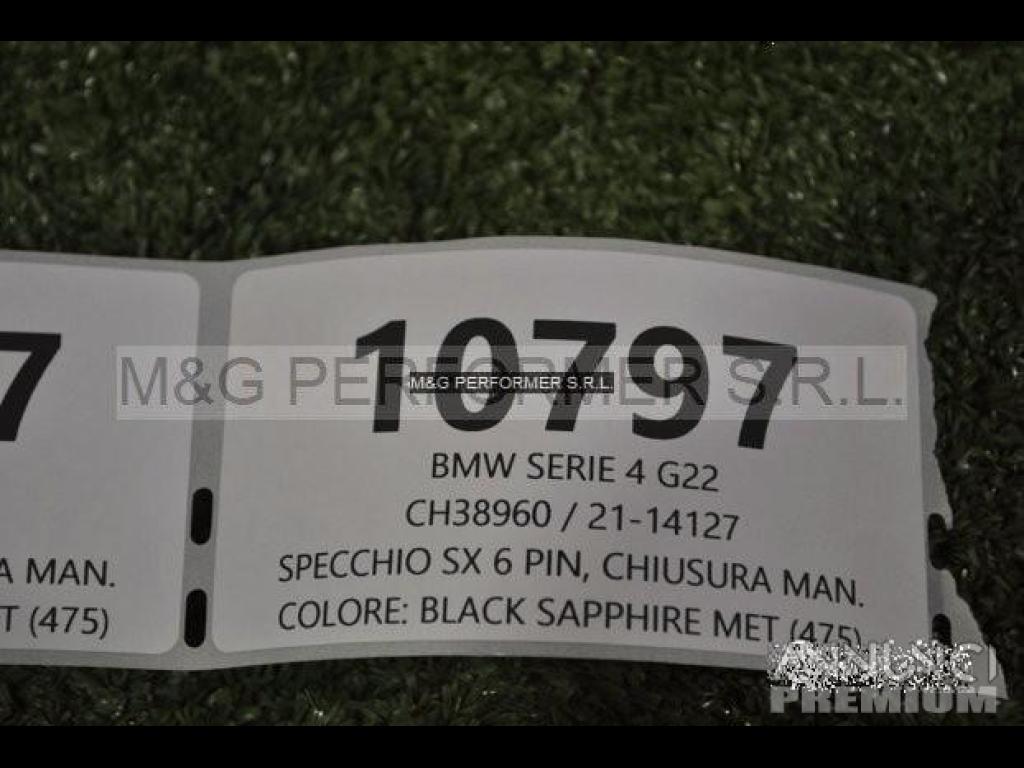 7
10797
M&G PERFORMER S.R.L.
M&G PERFORMER S.R.L.
BMW SERIE 4 G22
CH38960 / 21-14127
SPECCHIO SX 6 PIN, CHIUSURA MAN.
COLORE: BLACK SAPPHIRE MET (475)
A MAN.
T (475)
ANNUNCI
PREMIUM